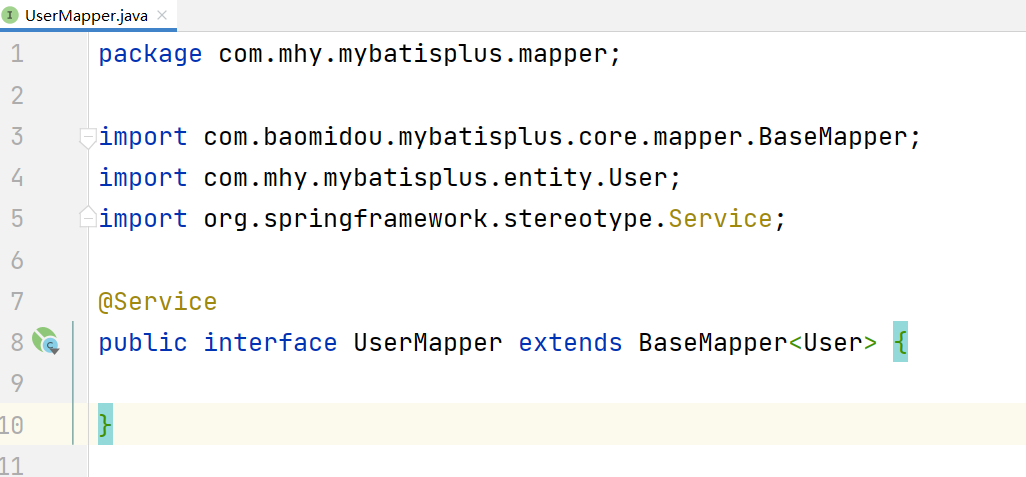 UserMapper.java
1 package com.mhy.mybatisplus.mapper;
2
3 import com.baomidou.mybatisplus.core.mapper.BaseMapper;
4 import com.mhy.mybatisplus.entity.User;
5 import org.springframework.stereotype.Service;
6
7 @Service
8 public interface UserMapper extends BaseMapper<User> {
9
10 }
11